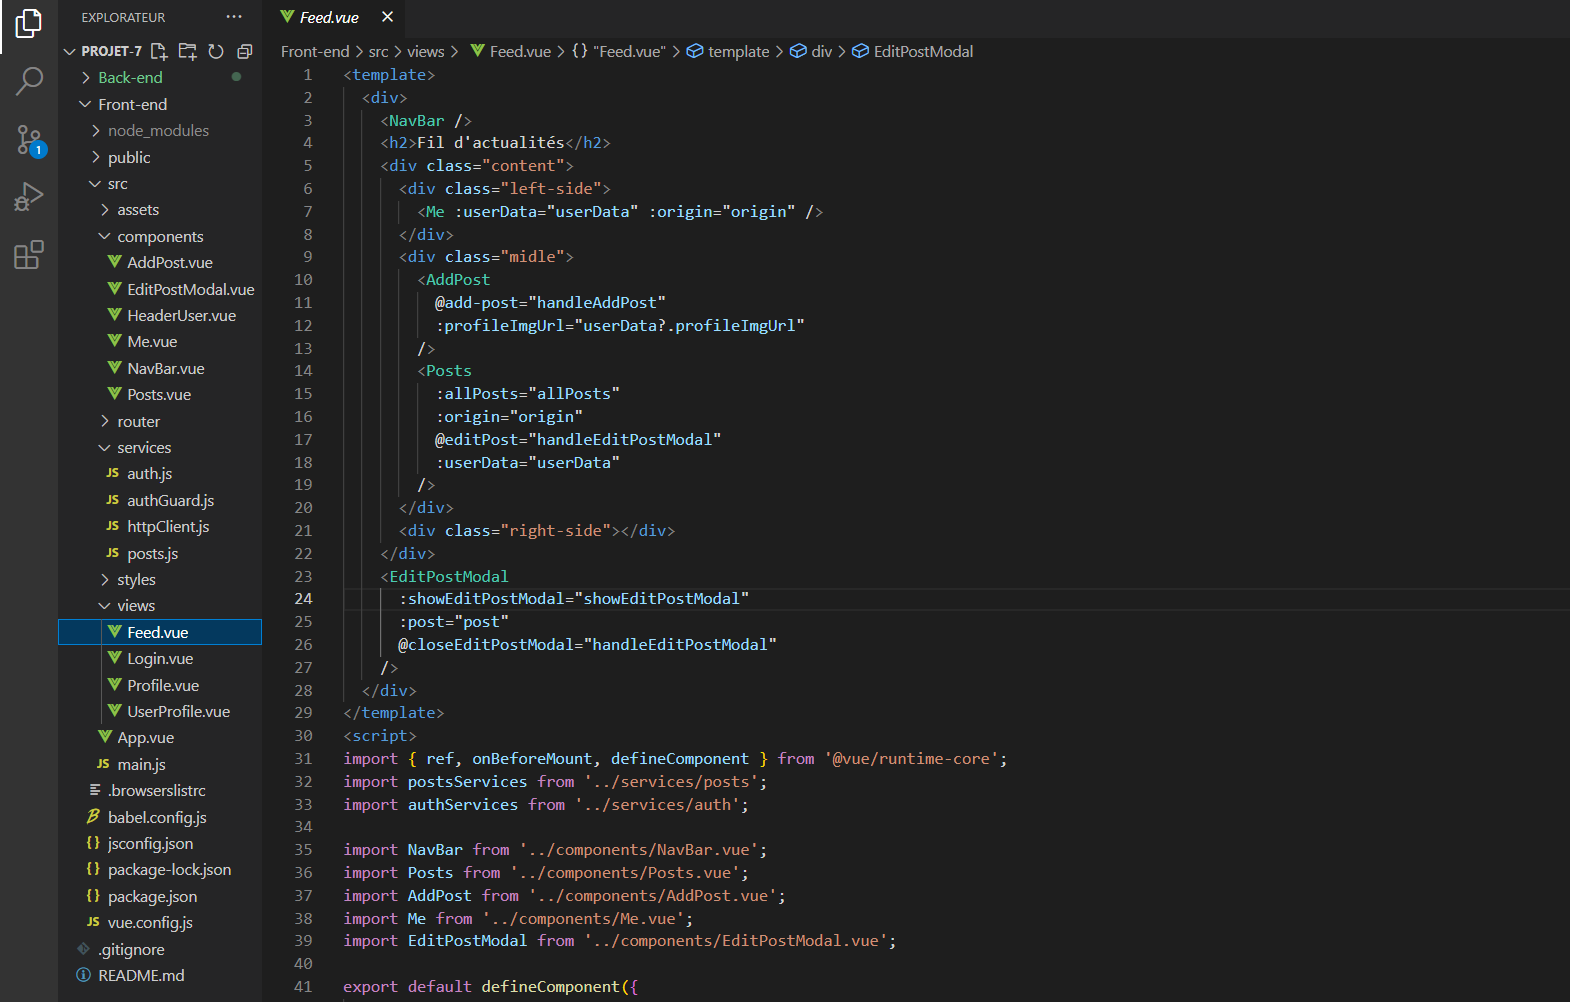 EXPLORATEUR ···
PROJET-7
Back-end
Front-end
node_modules
public
src
assets
components
AddPost.vue
EditPostModal.vue
HeaderUser.vue
Me.vue
NavBar.vue
Posts.vue
router
services
JS auth.js
JS authGuard.js
JS httpClient.js
JS posts.js
styles
views
Feed.vue
Login.vue
Profile.vue
UserProfile.vue
App.vue
JS main.js
.browserslistrc
babel.config.js
{} jsconfig.json
{} package-lock.json
{} package.json
JS vue.config.js
.gitignore
README.md
1
Feed.vue
Front-end > src > views > Feed.vue > {} "Feed.vue" > template > div > EditPostModal
1 <template>
2 <div>
3 <NavBar />
4 <h2>Fil d'actualités</h2>
5 <div class="content">
6 <div class="left-side">
7 <Me :userData="userData" :origin="origin" />
8 </div>
9 <div class="midle">
10 <AddPost
11 @add-post="handleAddPost"
12 :profileImgUrl="userData?.profileImgUrl"
13 />
14 <Posts
15 :allPosts="allPosts"
16 :origin="origin"
17 @editPost="handleEditPostModal"
18 :userData="userData"
19 />
20 </div>
21 <div class="right-side"></div>
22 </div>
23 <EditPostModal
24 :showEditPostModal="showEditPostModal"
25 :post="post"
26 @closeEditPostModal="handleEditPostModal"
27 />
28 </div>
29 </template>
30 <script>
31 import { ref, onBeforeMount, defineComponent } from '@vue/runtime-core';
32 import postsServices from '../services/posts';
33 import authServices from '../services/auth';
34
35 import NavBar from '../components/NavBar.vue';
36 import Posts from '../components/Posts.vue';
37 import AddPost from '../components/AddPost.vue';
38 import Me from '../components/Me.vue';
39 import EditPostModal from '../components/EditPostModal.vue';
40
41 export default defineComponent({